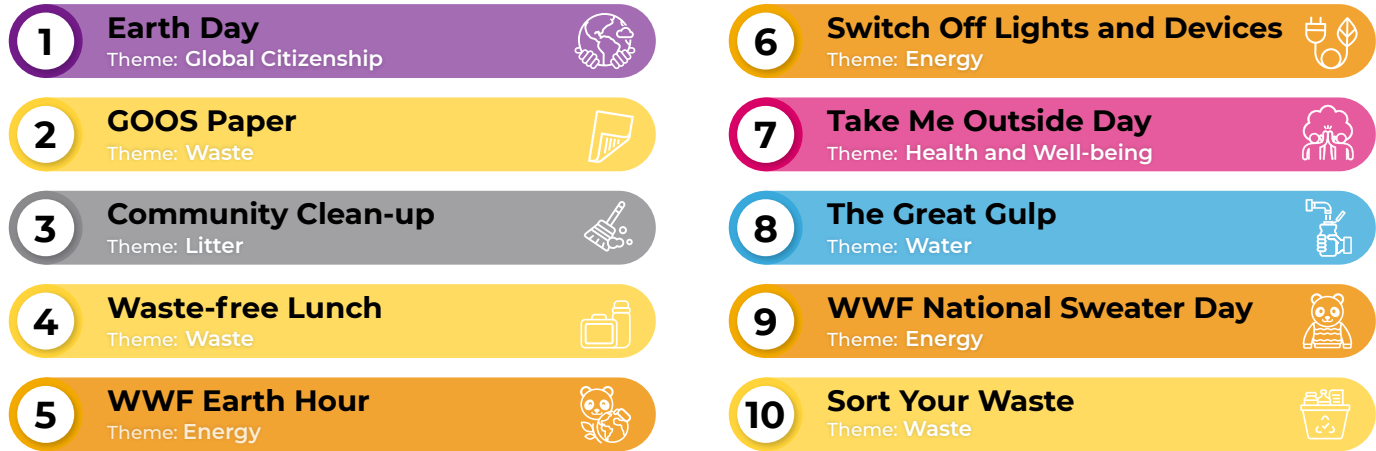 1
Earth Day
Theme: Global Citizenship
2
GOOS Paper
Theme: Waste
3
Community Clean-up
Theme: Litter
4
Waste-free Lunch
Theme: Waste
5
WWF Earth Hour
Theme: Energy
6
Switch Off Lights and Devices
Theme: Energy
7
Take Me Outside Day
Theme: Health and Well-being
8
The Great Gulp
Theme: Water
9
WWF National Sweater Day
Theme: Energy
10
Sort Your Waste
Theme: Waste